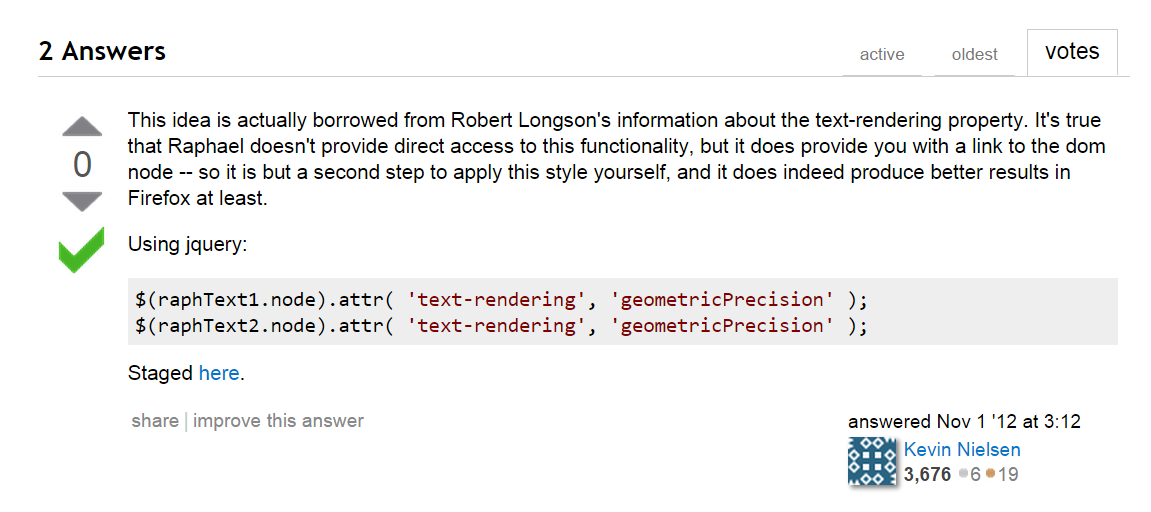 2 Answers
active oldest votes
This idea is actually borrowed from Robert Longson's information about the text-rendering property. It's true
that Raphael doesn't provide direct access to this functionality, but it does provide you with a link to the dom
0
node -- so it is but a second step to apply this style yourself, and it does indeed produce better results in
Firefox at least.
Using jquery:
$(raphText1.node).attr( 'text-rendering', 'geometricPrecision' );
$(raphText2.node).attr( 'text-rendering', 'geometricPrecision' );
Staged here.
share | improve this answer
answered Nov 1 '12 at 3:12
Kevin Nielsen
3,676 6 19